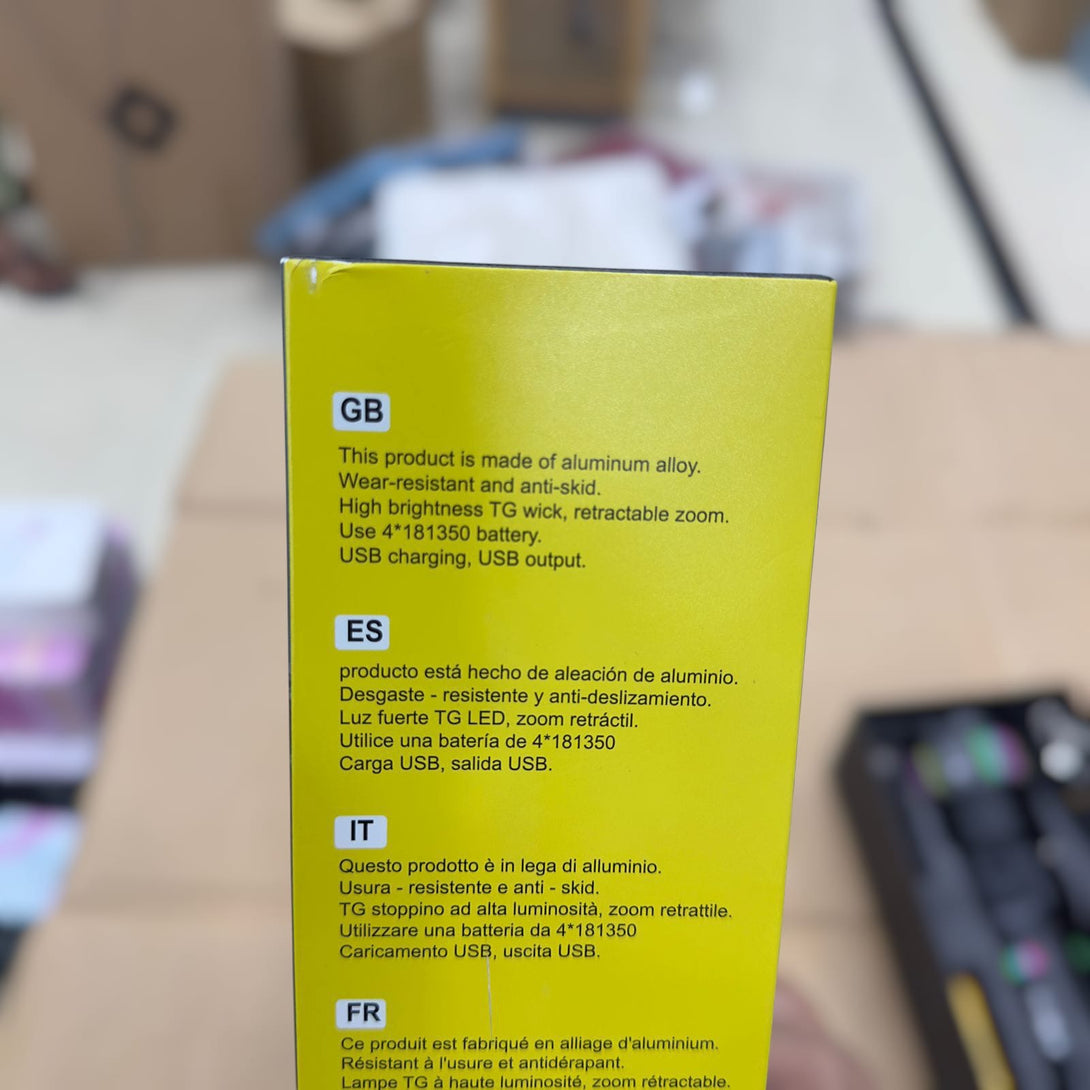 GB
This product is made of aluminum alloy.
Wear-resistant and anti-skid.
High brightness TG wick, retractable zoom.
Use 4*181350 battery.
USB charging, USB output.
ES
producto está hecho de aleación de aluminio.
Desgaste - resistente y anti-deslizamiento.
Luz fuerte TG LED, zoom retráctil.
Utilice una batería de 4*181350
Carga USB, salida USB.
IT
Questo prodotto è in lega di alluminio.
Usura - resistente e anti - skid.
TG stoppino ad alta luminosità, zoom retrattile.
Utilizzare una batteria da 4*181350
Caricamento USB, uscita USB.
FR
Ce produit est fabriqué en alliage d'aluminium.
Résistant à l'usure et antidérapant.
Lampe TG à haute luminosité, zoom rétractable.